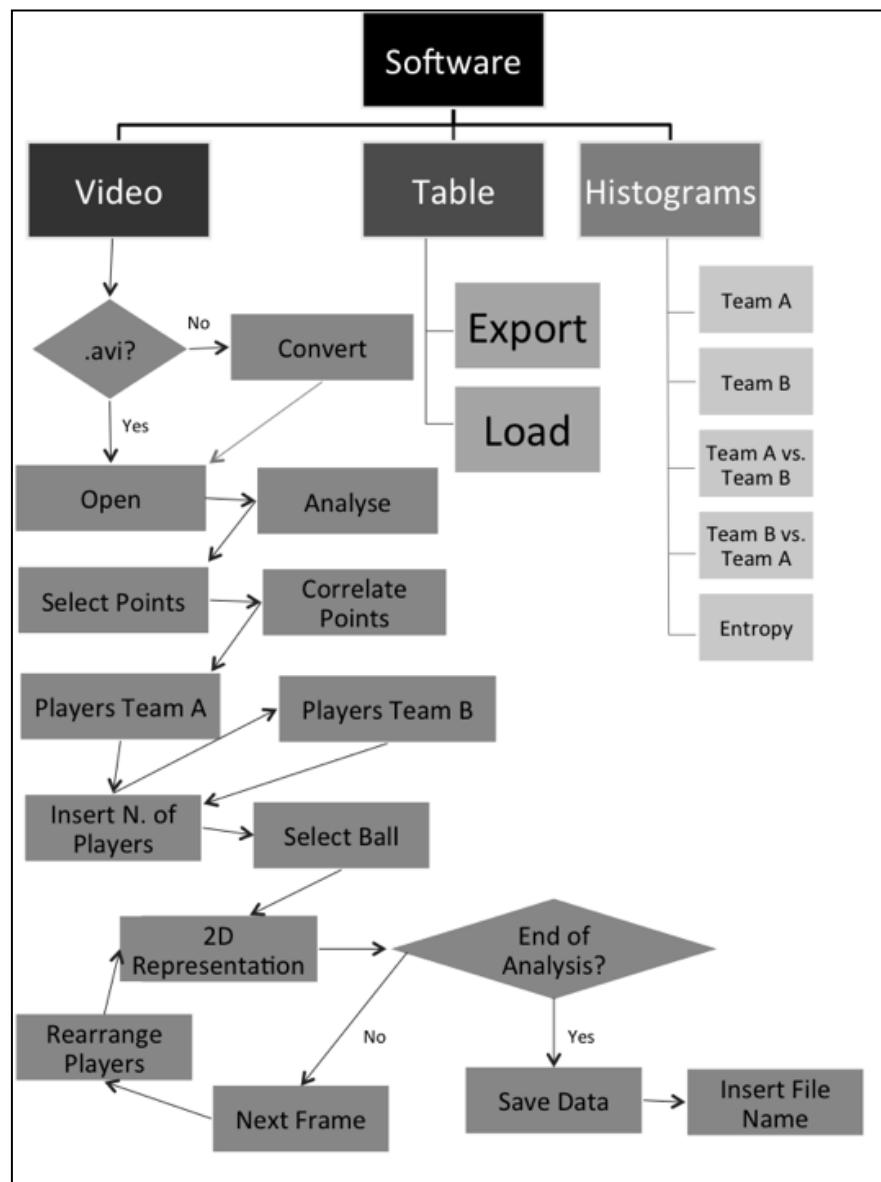 Software
Video
Table
Histograms
.avi?
No
Convert
Yes
Open
Analyse
Select Points
Correlate
Points
Players Team A
Players Team B
Insert N. of
Players
Select Ball
2D
Representation
End of
Analysis?
No
Yes
Rearrange
Players
Next Frame
Save Data
Insert File
Name
Export
Load
Team A
Team B
Team A vs.
Team B
Team B vs.
Team A
Entropy